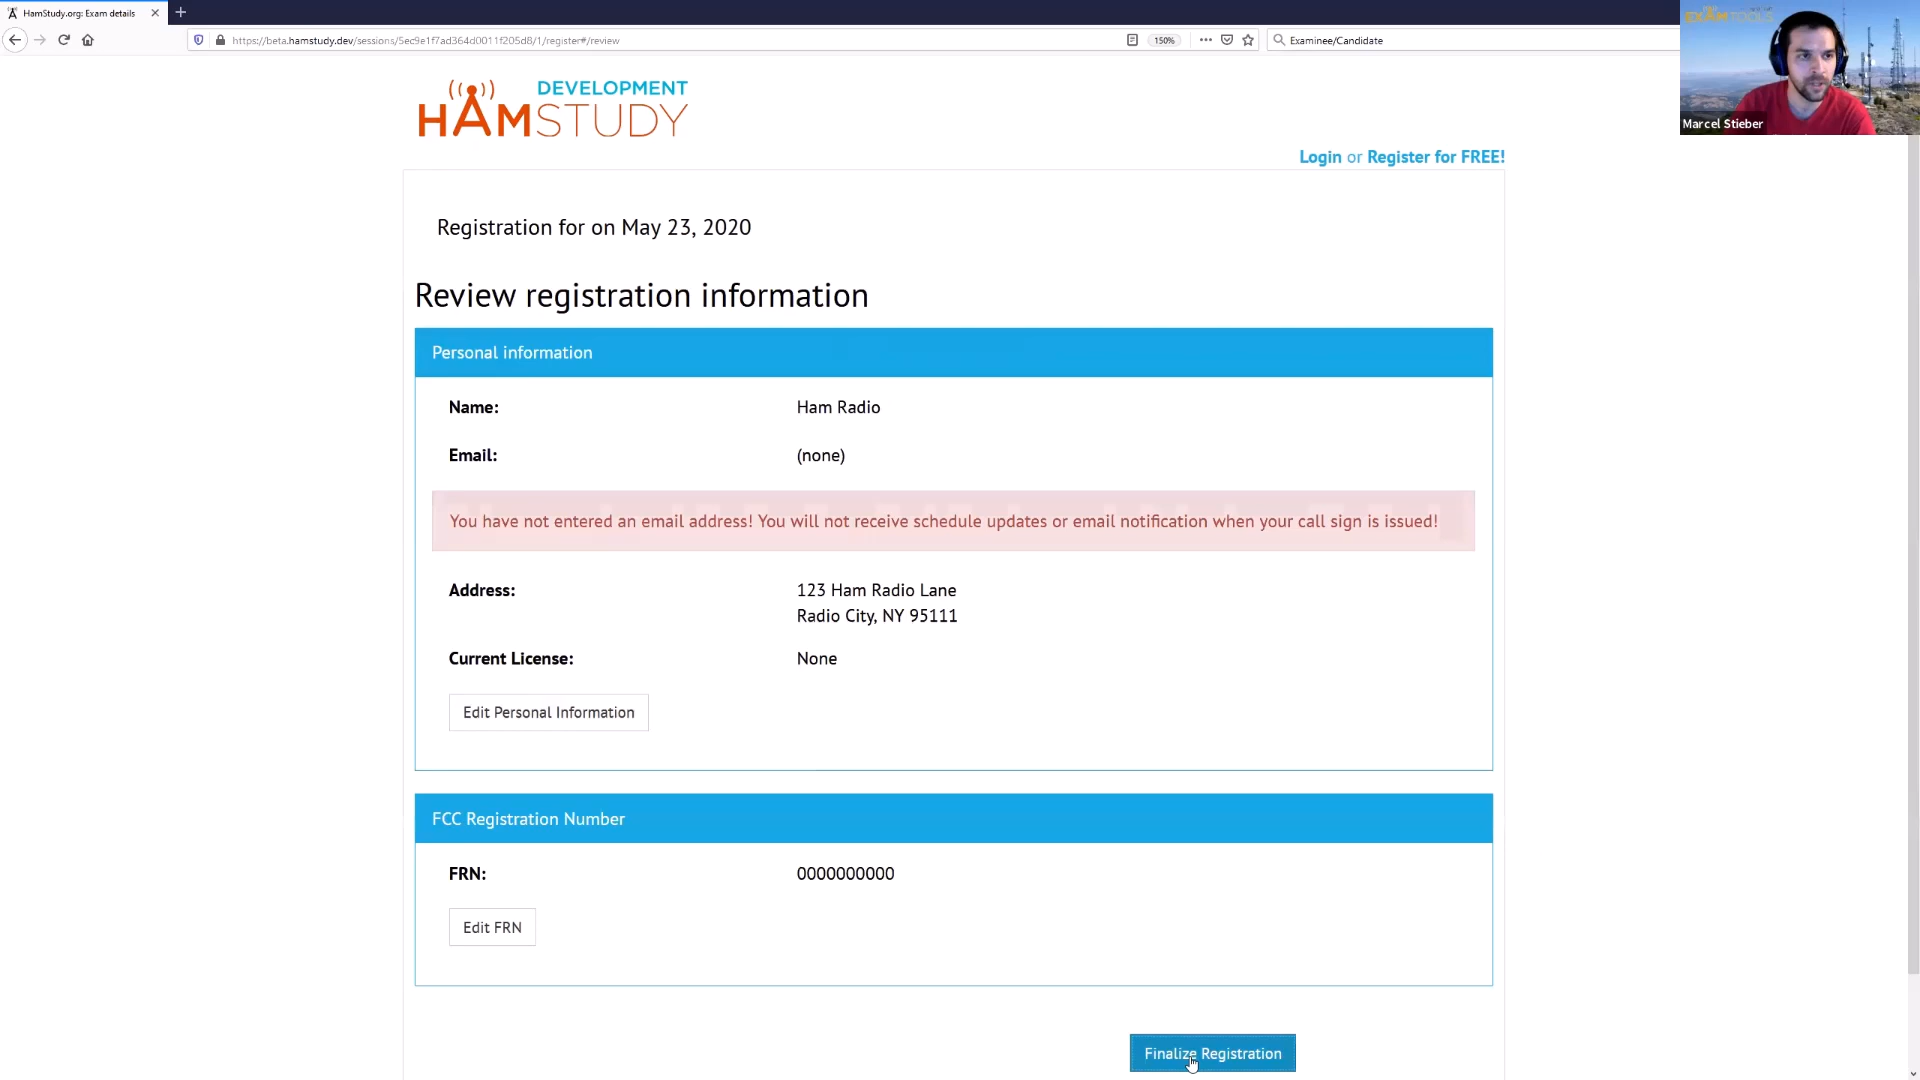 HamStudy.org: Exam details
https://beta.hamstudy.dev/sessions/5ec9e1f7ad364d0011f205d8/1/register#/review
150%
Examinee/Candidate
EXAMTOOLS
Marcel Stieber
DEVELOPMENT
HAMSTUDY
Login or Register for FREE!
Registration for on May 23, 2020
Review registration information
Personal information
Name: Ham Radio
Email: (none)
You have not entered an email address! You will not receive schedule updates or email notification when your call sign is issued!
Address: 123 Ham Radio Lane
Radio City, NY 95111
Current License: None
Edit Personal Information
FCC Registration Number
FRN: 0000000000
Edit FRN
Finalize Registration